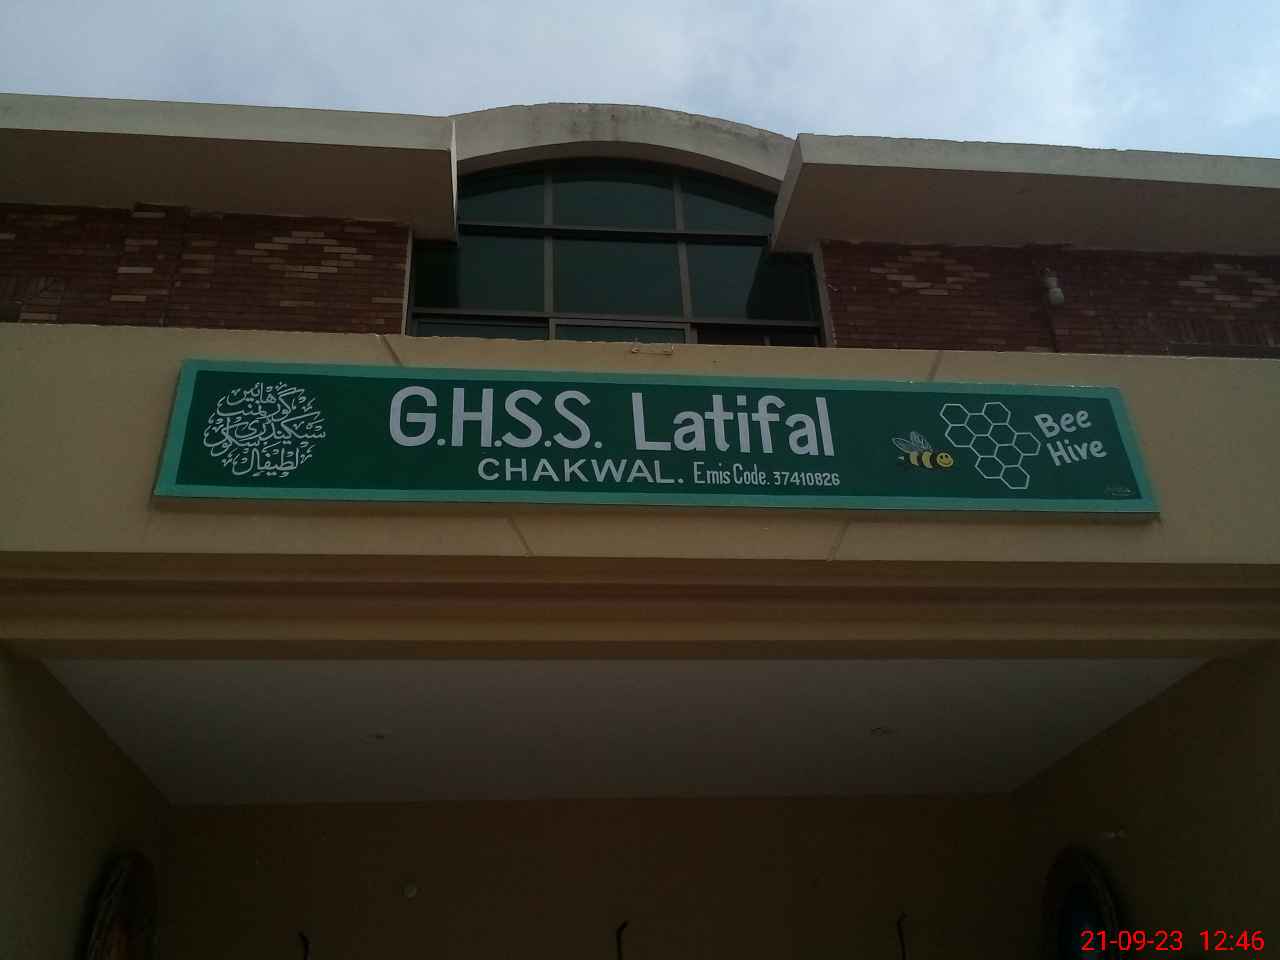 گورنمنٹ
ہائیر
سیکنڈری
سکول
لطیفال
G.H.S.S. Latifal
CHAKWAL. Emis Code. 37410826
Bee
Hive
21-09-23 12:46